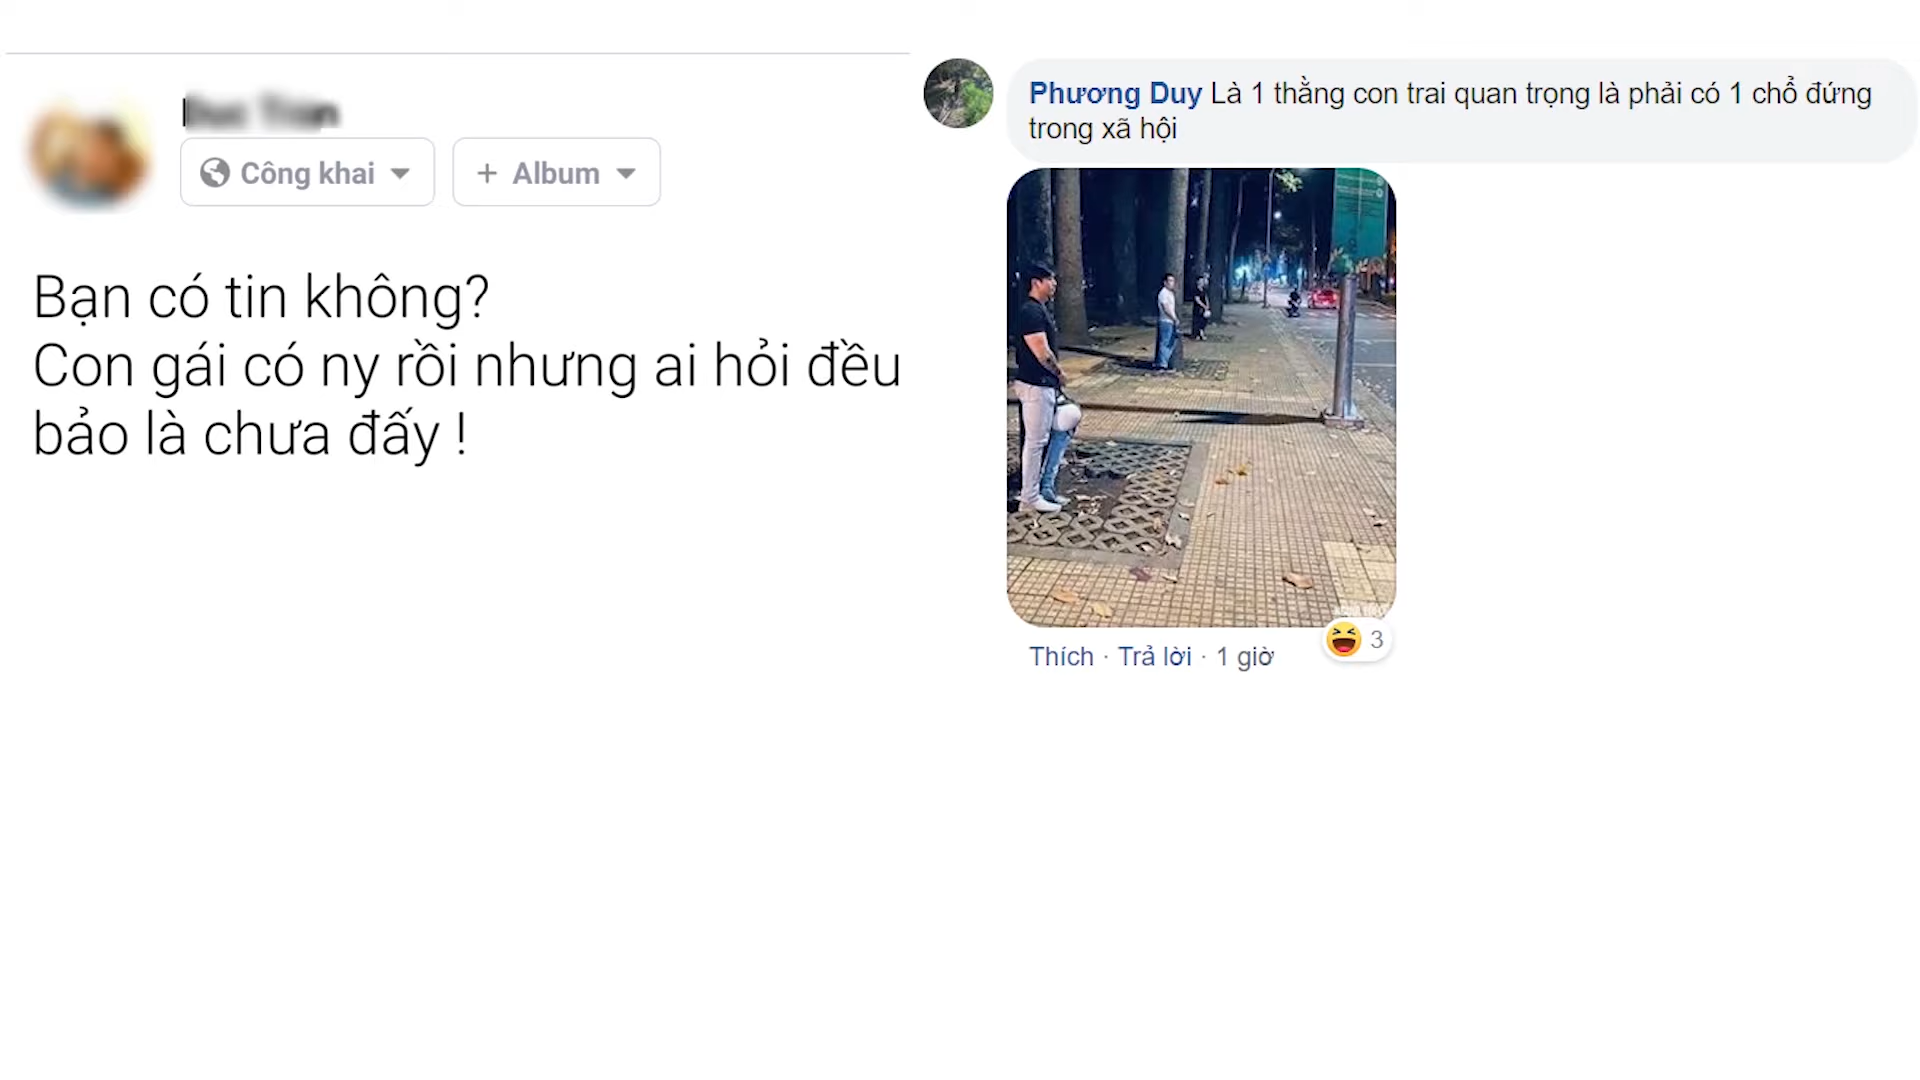 Công khai
+ Album
Bạn có tin không?
Con gái có ny rồi nhưng ai hỏi đều
bảo là chưa đấy !
Phương Duy Là 1 thằng con trai quan trọng là phải có 1 chổ đứng
trong xã hội
Thích · Trả lời · 1 giờ
3